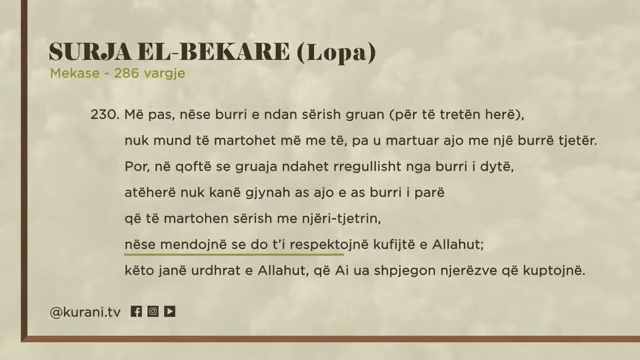 SURJA EL-BEKARE (Lopa)
Mekase - 286 vargje
230. Më pas, nëse burri e ndan sërish gruan (për të tretën herë),
nuk mund të martohet më me të, pa u martuar ajo me një burrë tjetër.
Por, në qoftë se gruaja ndahet rregullisht nga burri i dytë,
atëherë nuk kanë gjynah as ajo e as burri i parë
që të martohen sërish me njëri-tjetrin,
nëse mendojnë se do t'i respektojnë kufijtë e Allahut;
këto janë urdhrat e Allahut, që Ai ua shpjegon njerëzve që kuptojnë.
@kurani.tv